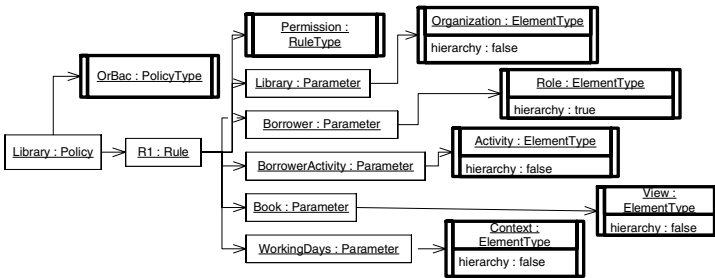 Permission :
RuleType
Organization : ElementType
hierarchy : false
OrBac : PolicyType
Library : Parameter
Role : ElementType
hierarchy : true
Borrower : Parameter
Activity : ElementType
hierarchy : false
Library : Policy
R1 : Rule
BorrowerActivity : Parameter
Book : Parameter
View :
ElementType
hierarchy : false
WorkingDays : Parameter
Context :
ElementType
hierarchy : false